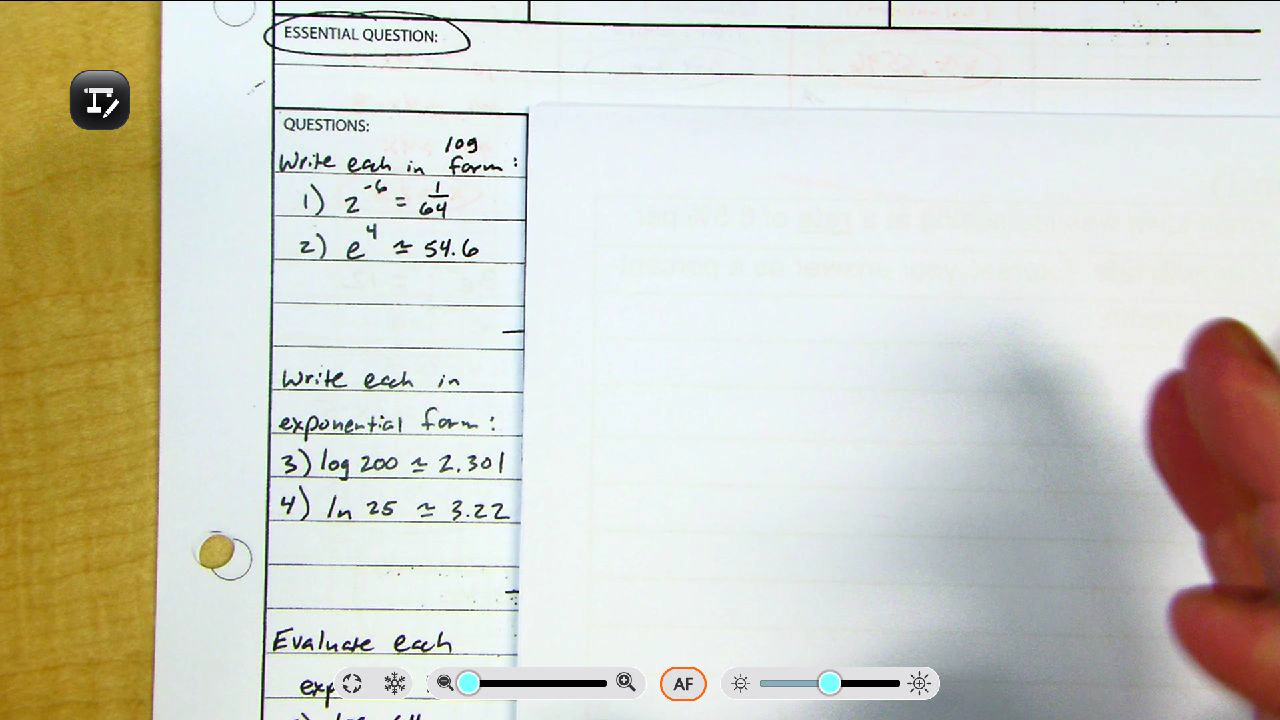 ESSENTIAL QUESTION:
QUESTIONS:
Write each in log form:
1) 2^-6 = 1/64
2) e^4 ≃ 54.6
Write each in
exponential form:
3) log 200 ≃ 2.301
4) ln 25 ≃ 3.22
Evaluate each
AF